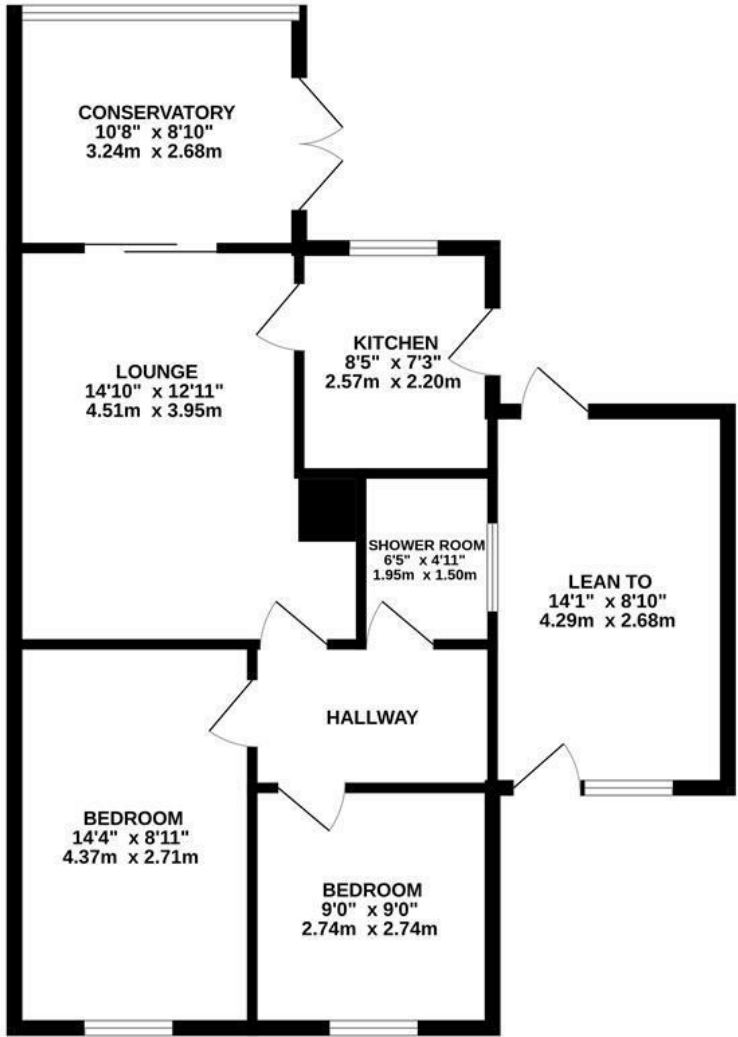 CONSERVATORY
10'8" x 8'10"
3.24m x 2.68m
KITCHEN
8'5" x 7'3"
2.57m x 2.20m
LOUNGE
14'10" x 12'11"
4.51m x 3.95m
SHOWER ROOM
6'5" x 4'11"
1.95m x 1.50m
LEAN TO
14'1" x 8'10"
4.29m x 2.68m
HALLWAY
BEDROOM
14'4" x 8'11"
4.37m x 2.71m
BEDROOM
9'0" x 9'0"
2.74m x 2.74m